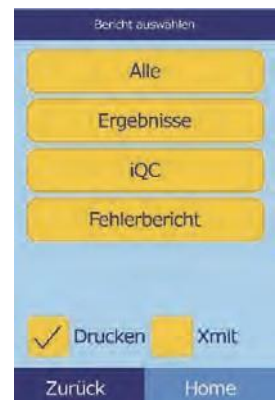 Bericht auswählen
Alle
Ergebnisse
iQC
Fehlerbericht
Drucken Xmit
Zurück Home